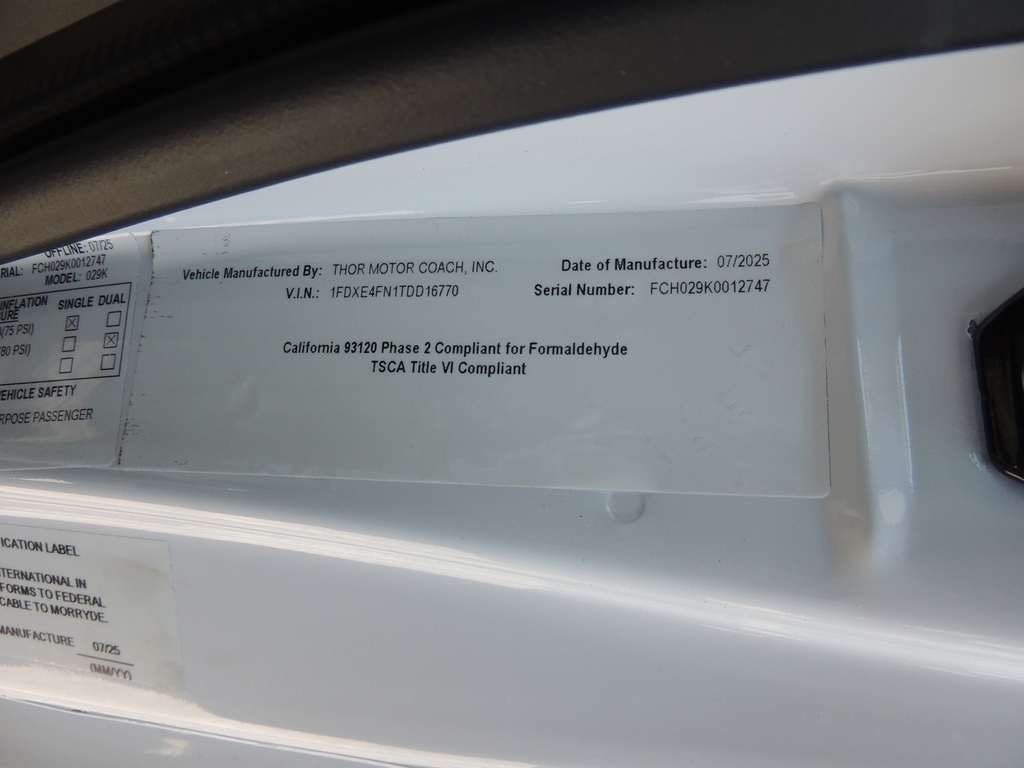 OFFLINE: 07/25
RIAL: FCH029K0012747
MODEL: 029K
INFLATION
URE
SINGLE DUAL
(75 PSI)
80 PSI)
EHICLE SAFETY
RPOSE PASSENGER
Vehicle Manufactured By: THOR MOTOR COACH, INC.
Date of Manufacture: 07/2025
V.I.N.: 1FDXE4FN1TDD16770
Serial Number: FCH029K0012747
California 93120 Phase 2 Compliant for Formaldehyde
TSCA Title VI Compliant
ICATION LABEL
TERNATIONAL IN
FORMS TO FEDERAL
CABLE TO MORRYDE.
MANUFACTURE 07/25
(MM/YY)